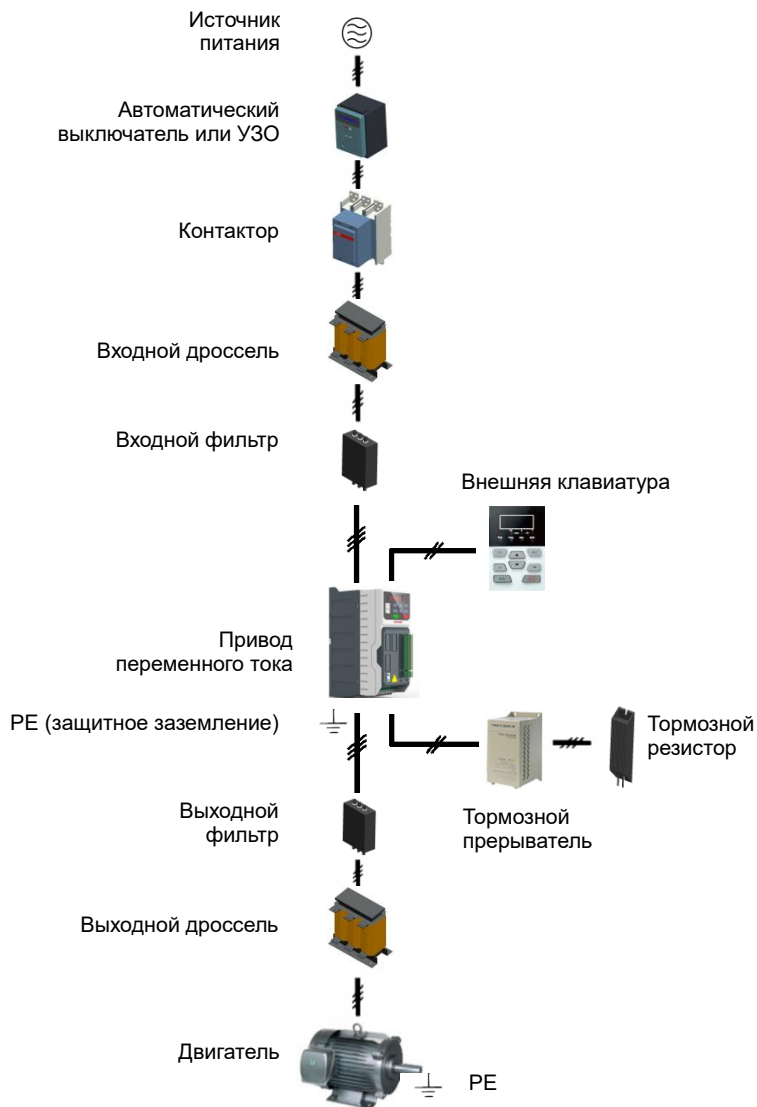 Источник
питания
Автоматический
выключатель или УЗО
Контактор
Входной дроссель
Входной фильтр
Внешняя клавиатура
Привод
переменного тока
PE (защитное заземление)
Тормозной
резистор
Тормозной
прерыватель
Выходной
фильтр
Выходной дроссель
Двигатель
PE